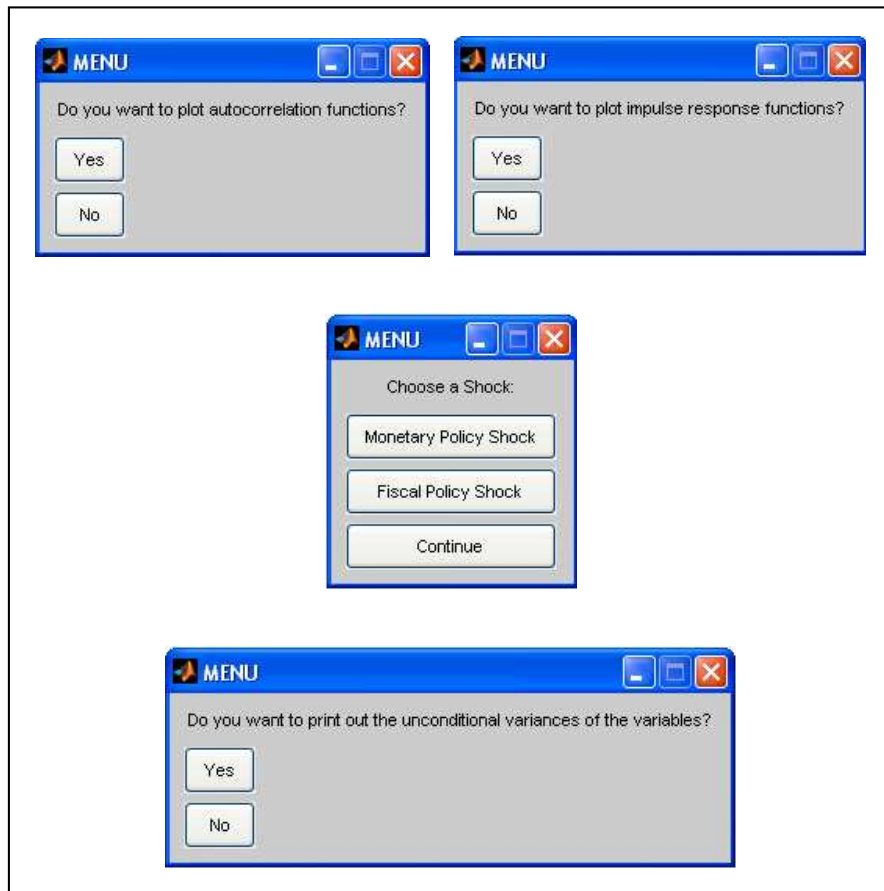 MENU
Do you want to plot autocorrelation functions?
Yes
No
MENU
Do you want to plot impulse response functions?
Yes
No
MENU
Choose a Shock:
Monetary Policy Shock
Fiscal Policy Shock
Continue
MENU
Do you want to print out the unconditional variances of the variables?
Yes
No